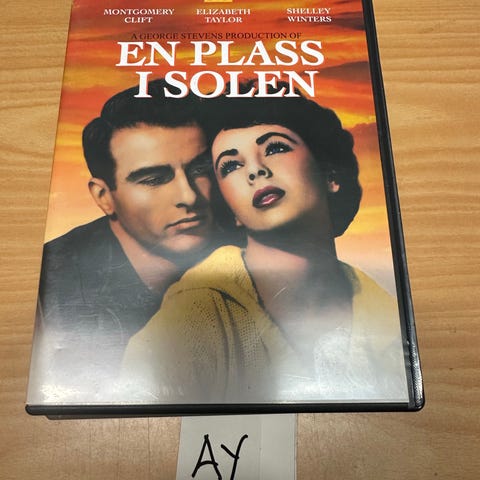 MONTGOMERY CLIFT
ELIZABETH TAYLOR
SHELLEY WINTERS
A GEORGE STEVENS PRODUCTION OF
EN PLASS
I SOLEN
AY